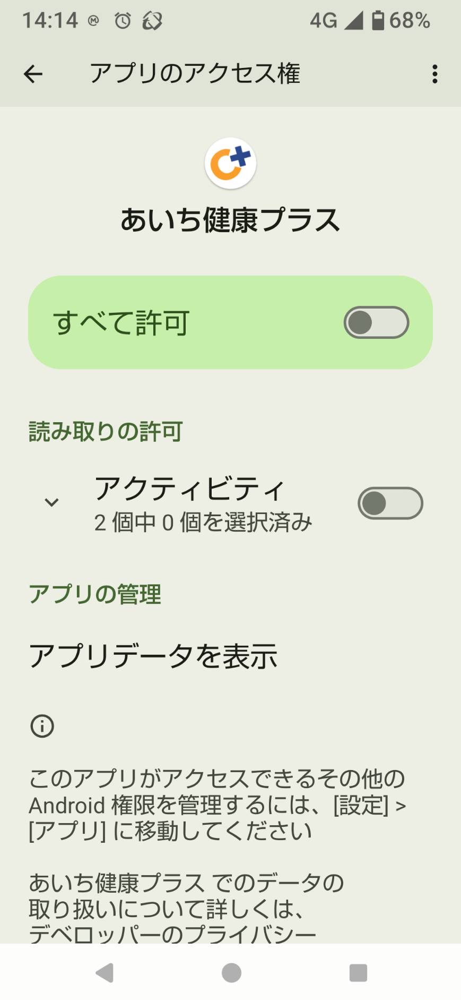 14:14 4G 68%
アプリのアクセス権
あいち健康プラス
すべて許可
読み取りの許可
アクティビティ
2 個中 0 個を選択済み
アプリの管理
アプリデータを表示
このアプリがアクセスできるその他の
Android 権限を管理するには、[設定] >
[アプリ] に移動してください
あいち健康プラス でのデータの
取り扱いについて詳しくは、
デベロッパーのプライバシー